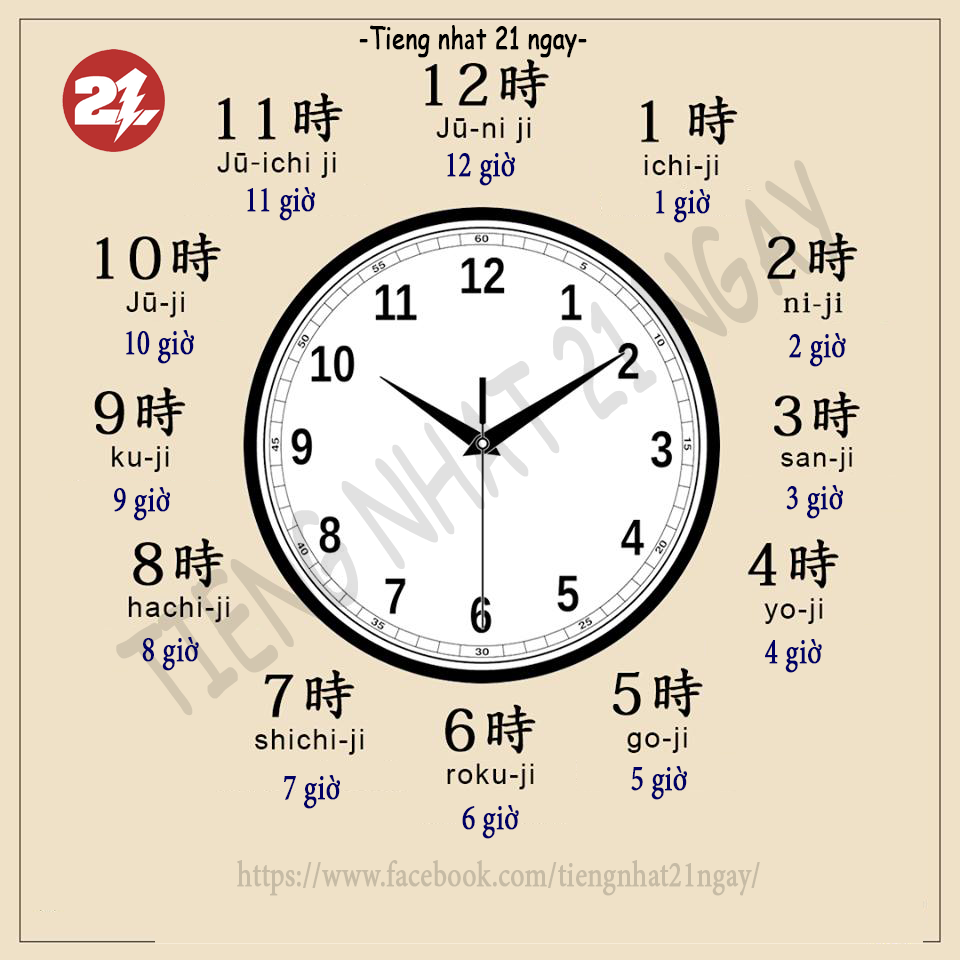 -Tieng nhat 21 ngay-
21
12時
Jū-ni ji
12 giờ
1 時
ichi-ji
1 giờ
2時
ni-ji
2 giờ
3時
san-ji
3 giờ
4時
yo-ji
4 giờ
5時
go-ji
5 giờ
6時
roku-ji
6 giờ
7時
shichi-ji
7 giờ
8時
hachi-ji
8 giờ
9時
ku-ji
9 giờ
10時
Jū-ji
10 giờ
11時
Jū-ichi ji
11 giờ
60
5
10
15
20
25
30
35
40
45
50
55
12
1
2
3
4
5
6
7
8
9
10
11
TIENG NHAT 21 NGAY
https://www.facebook.com/tiengnhat21ngay/